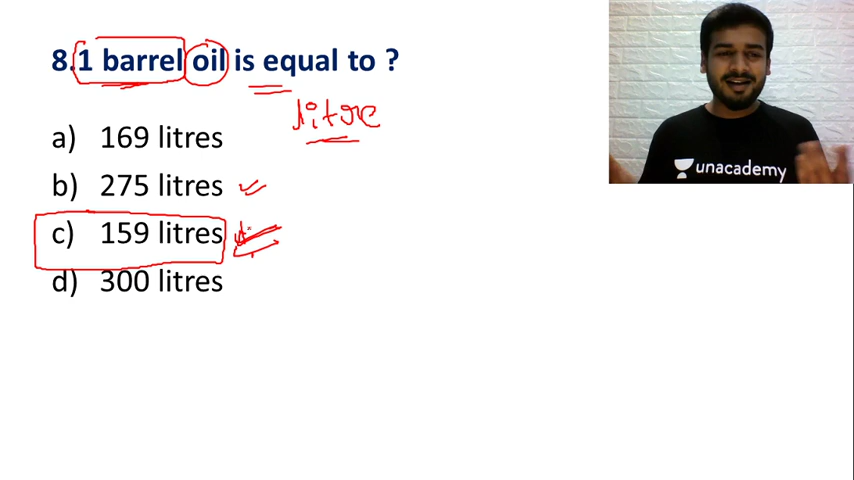 8.1 barrel oil is equal to ?
litre
a) 169 litres
b) 275 litres
c) 159 litres
d) 300 litres
unacademy